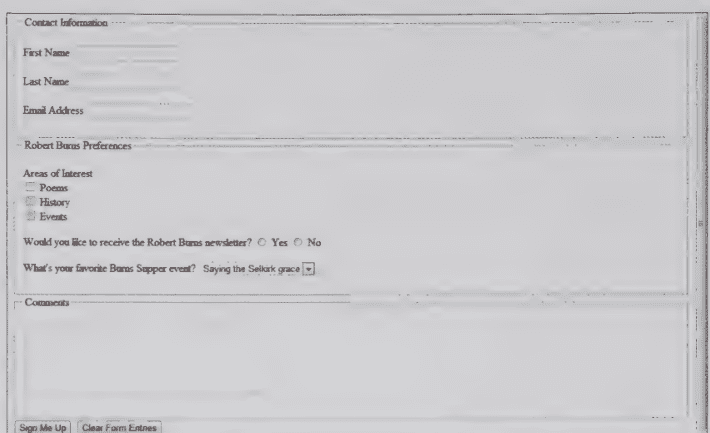 Contact Information
First Name
Last Name
Email Address
Robert Burns Preferences
Areas of Interest
Poems
History
Events
Would you like to receive the Robert Burns newsletter? Yes No
What's your favorite Burns Supper event? Saying the Selkirk grace
Comments
Sign Me Up Clear Form Entries